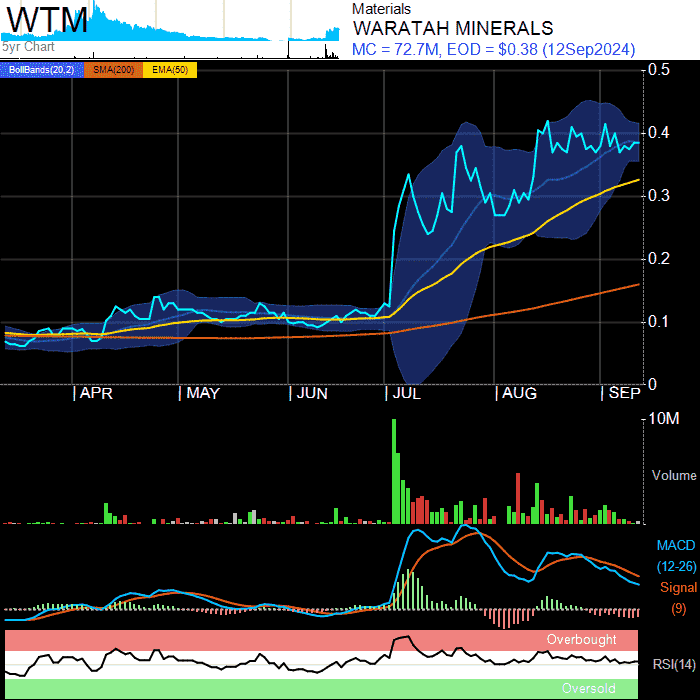 WTM
5yr Chart
Materials
WARATAH MINERALS
MC = 72.7M, EOD = $0.38 (12Sep2024)
BollBands(20,2) SMA(200) EMA(50)
0.5
0.4
0.3
0.2
0.1
0
APR MAY JUN JUL AUG SEP
10M
Volume
MACD
(12-26)
Signal
(9)
Overbought
RSI(14)
Oversold